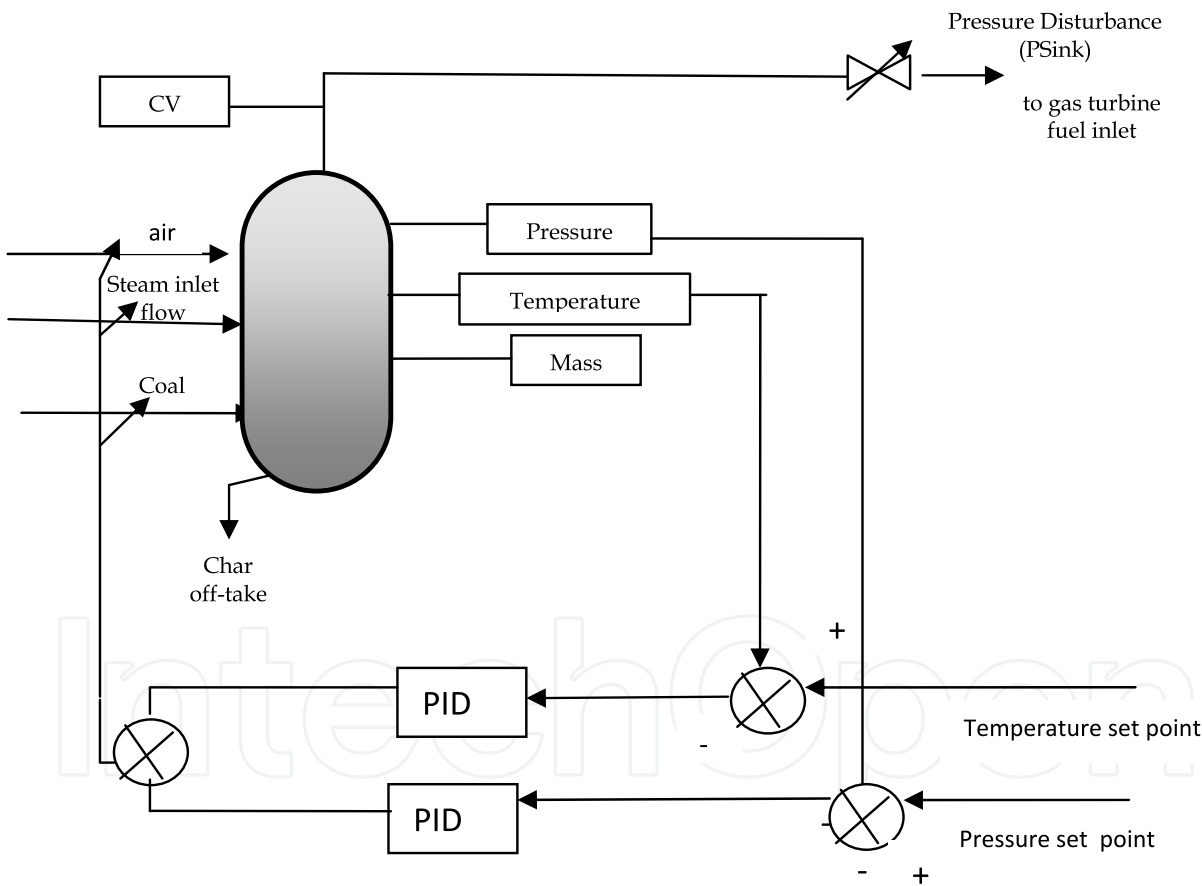 Pressure Disturbance
(PSink)
to gas turbine
fuel inlet
CV
air
Pressure
Steam inlet
flow
Temperature
Mass
Coal
Char
off-take
+
PID
-
Temperature set point
PID
-
Pressure set point
-
+
IntechOpen